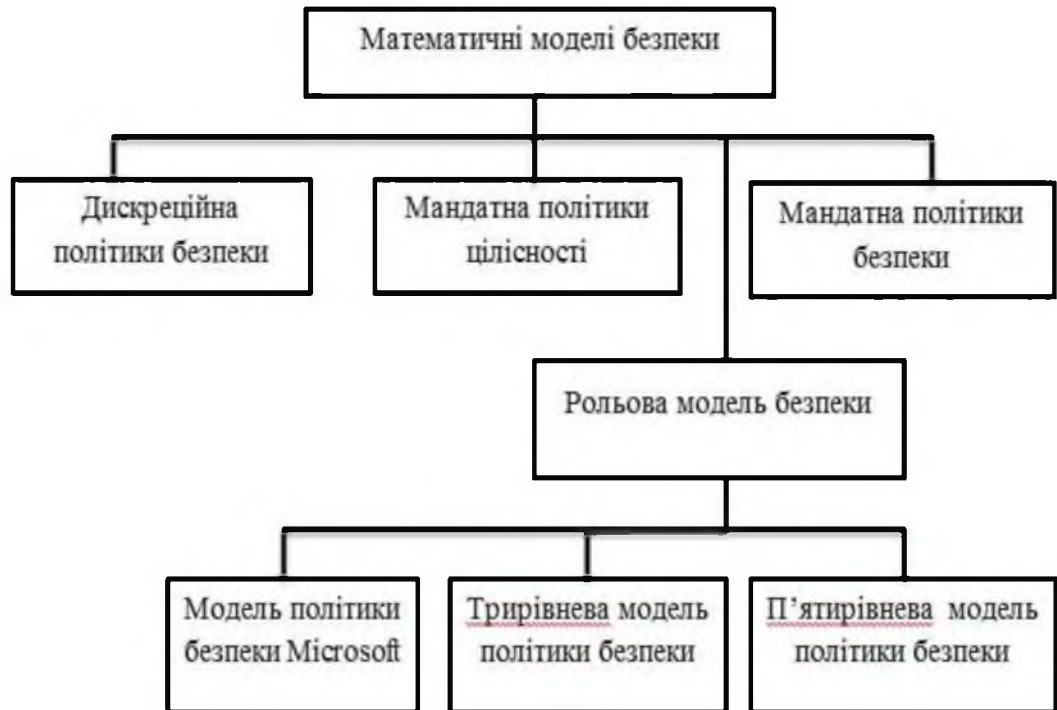 Математичні моделі безпеки
Дискреційна
політики безпеки
Мандатна політики
цілісності
Мандатна політики
безпеки
Рольова модель безпеки
Модель політики
безпеки Microsoft
Трирівнева модель
політики безпеки
П’ятирівнева модель
політики безпеки